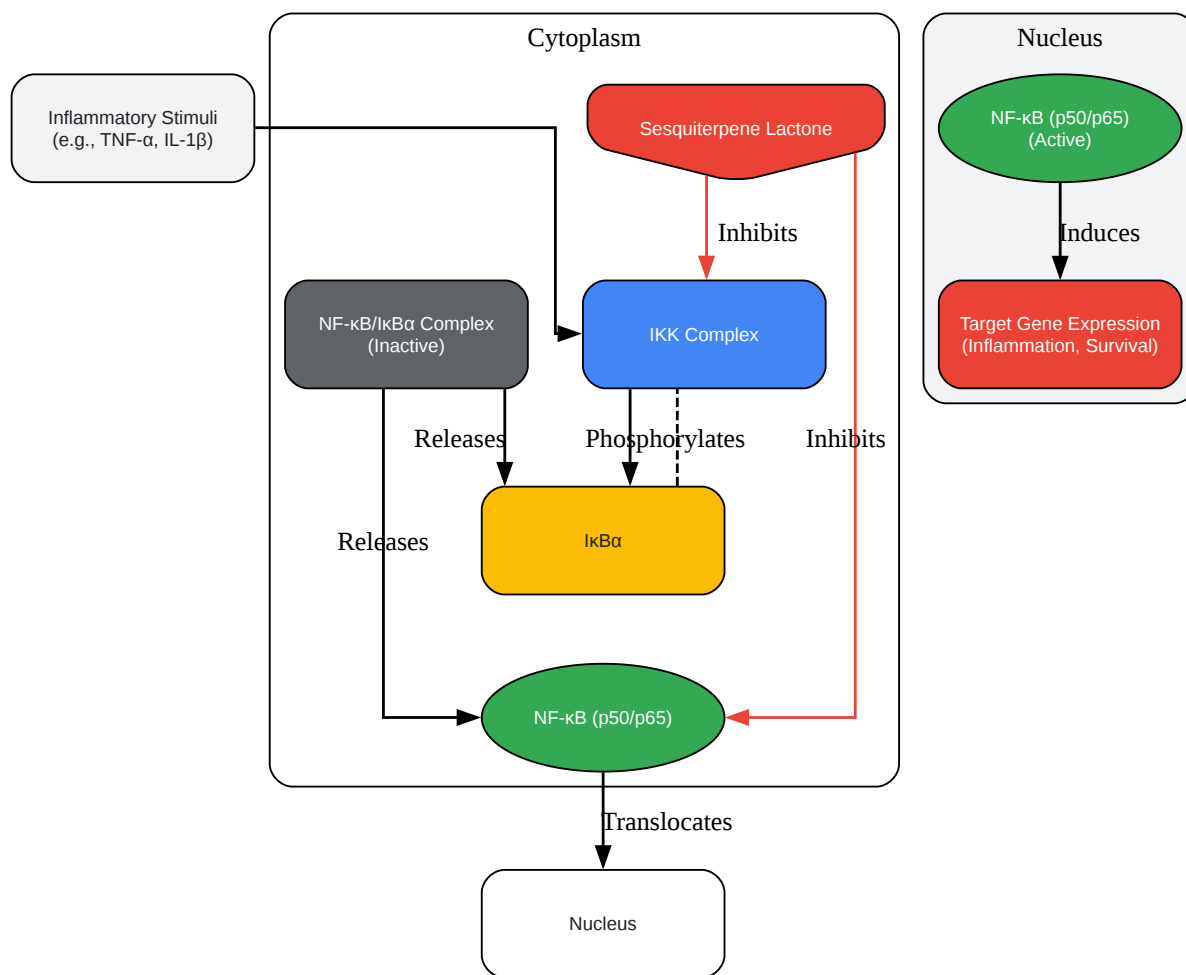 Cytoplasm
Nucleus
Inflammatory Stimuli
(e.g., TNF-α, IL-1β)
Sesquiterpene Lactone
NF-κB (p50/p65)
(Active)
Inhibits
Induces
NF-κB/IκBα Complex
(Inactive)
IKK Complex
Target Gene Expression
(Inflammation, Survival)
Releases
Phosphorylates
Inhibits
Releases
IκBα
NF-κB (p50/p65)
Translocates
Nucleus